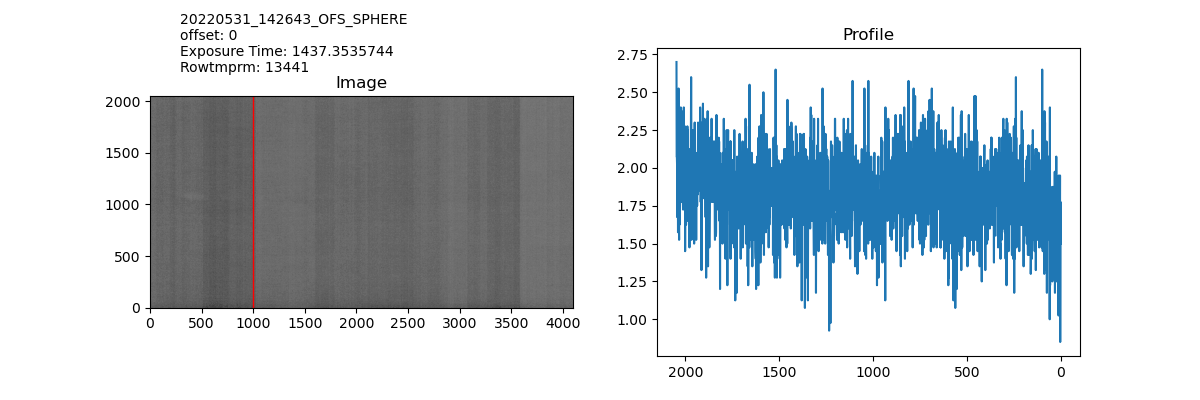 20220531_142643_OFS_SPHERE
offset: 0
Exposure Time: 1437.3535744
Rowtmprm: 13441
Image
2000
1500
1000
500
0
0 500 1000 1500 2000 2500 3000 3500 4000
Profile
2.75
2.50
2.25
2.00
1.75
1.50
1.25
1.00
2000 1500 1000 500 0